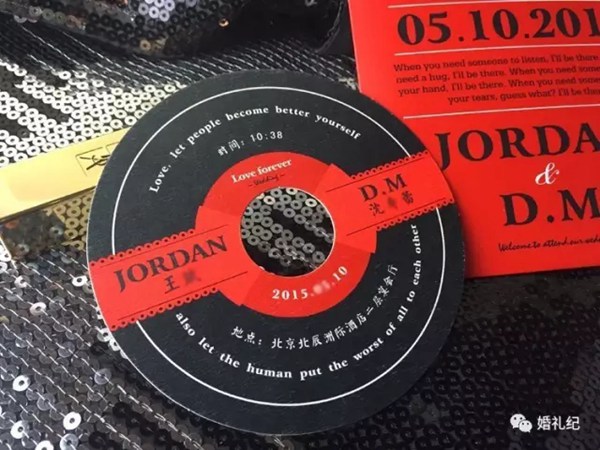 Love, let people become better yourself
时间：10:38
Love forever
Wedding
JORDAN
王
D.M
沈
2015. .10
地点：北京北辰洲际酒店二层宴会厅
also let the human put the worst of all to each other
05.10.201
When you need someone to listen, I'll be there
need a hug, I'll be there. When you need some
your hand, I'll be there. When you need some
your tears, guess what? I'll be
JORDA
&
D.M
Welcome to attend our
婚礼纪